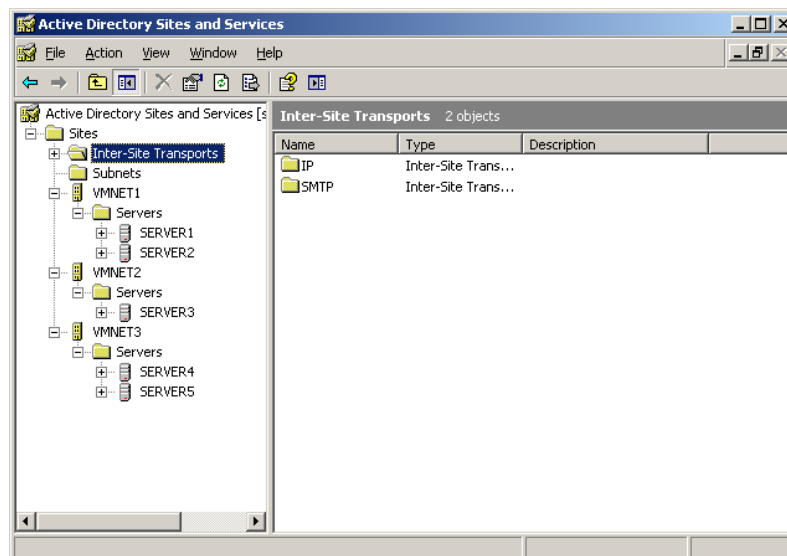 Active Directory Sites and Services
File Action View Window Help
Active Directory Sites and Services [s
Sites
Inter-Site Transports
Subnets
VMNET1
Servers
SERVER1
SERVER2
VMNET2
Servers
SERVER3
VMNET3
Servers
SERVER4
SERVER5
Inter-Site Transports 2 objects
Name Type Description
IP Inter-Site Trans...
SMTP Inter-Site Trans...